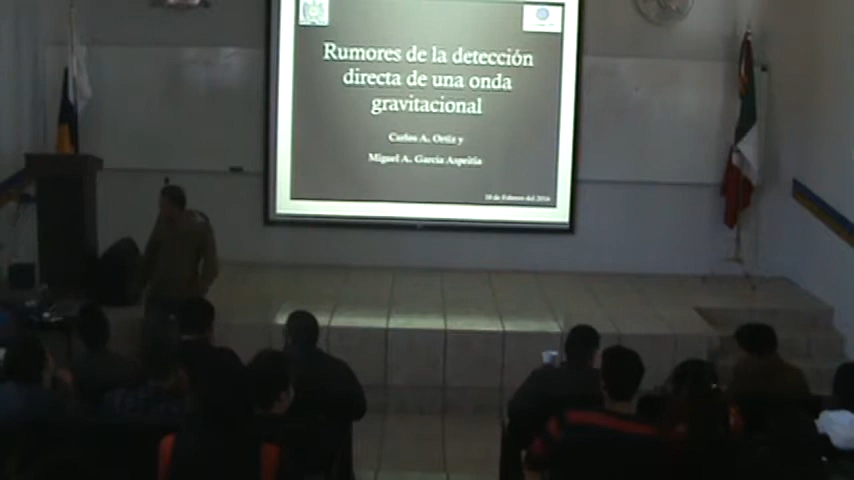 Rumores de la detección
directa de una onda
gravitacional
Carlos A. Ortiz y
Miguel A. García Aspeitia
10 de Febrero del 2016